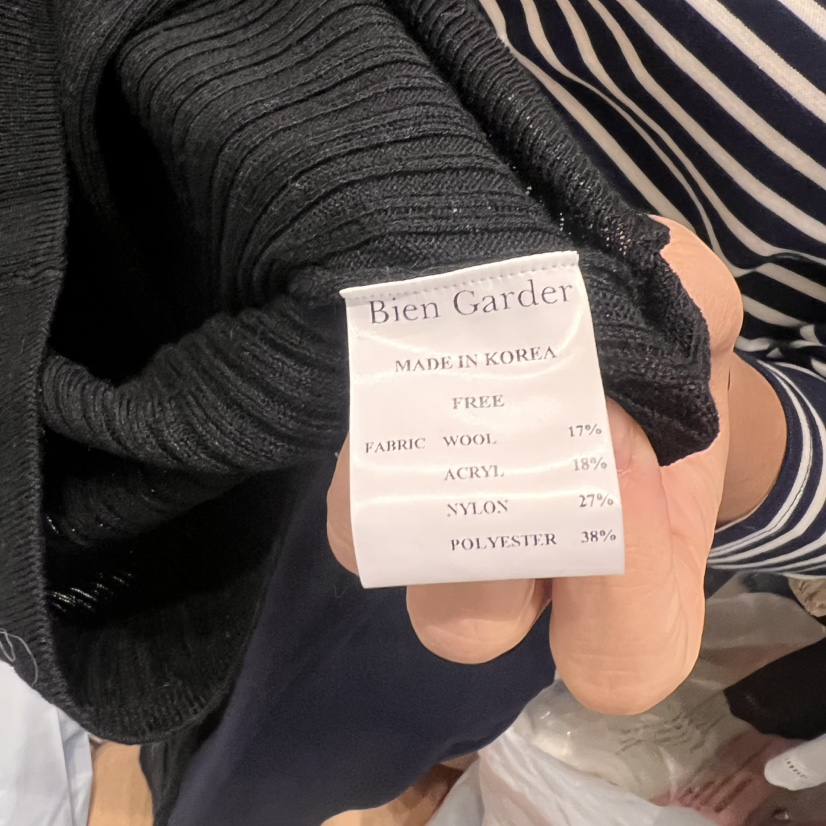 Bien Garder
MADE IN KOREA
FREE
FABRIC WOOL 17%
ACRYL 18%
NYLON 27%
POLYESTER 38%